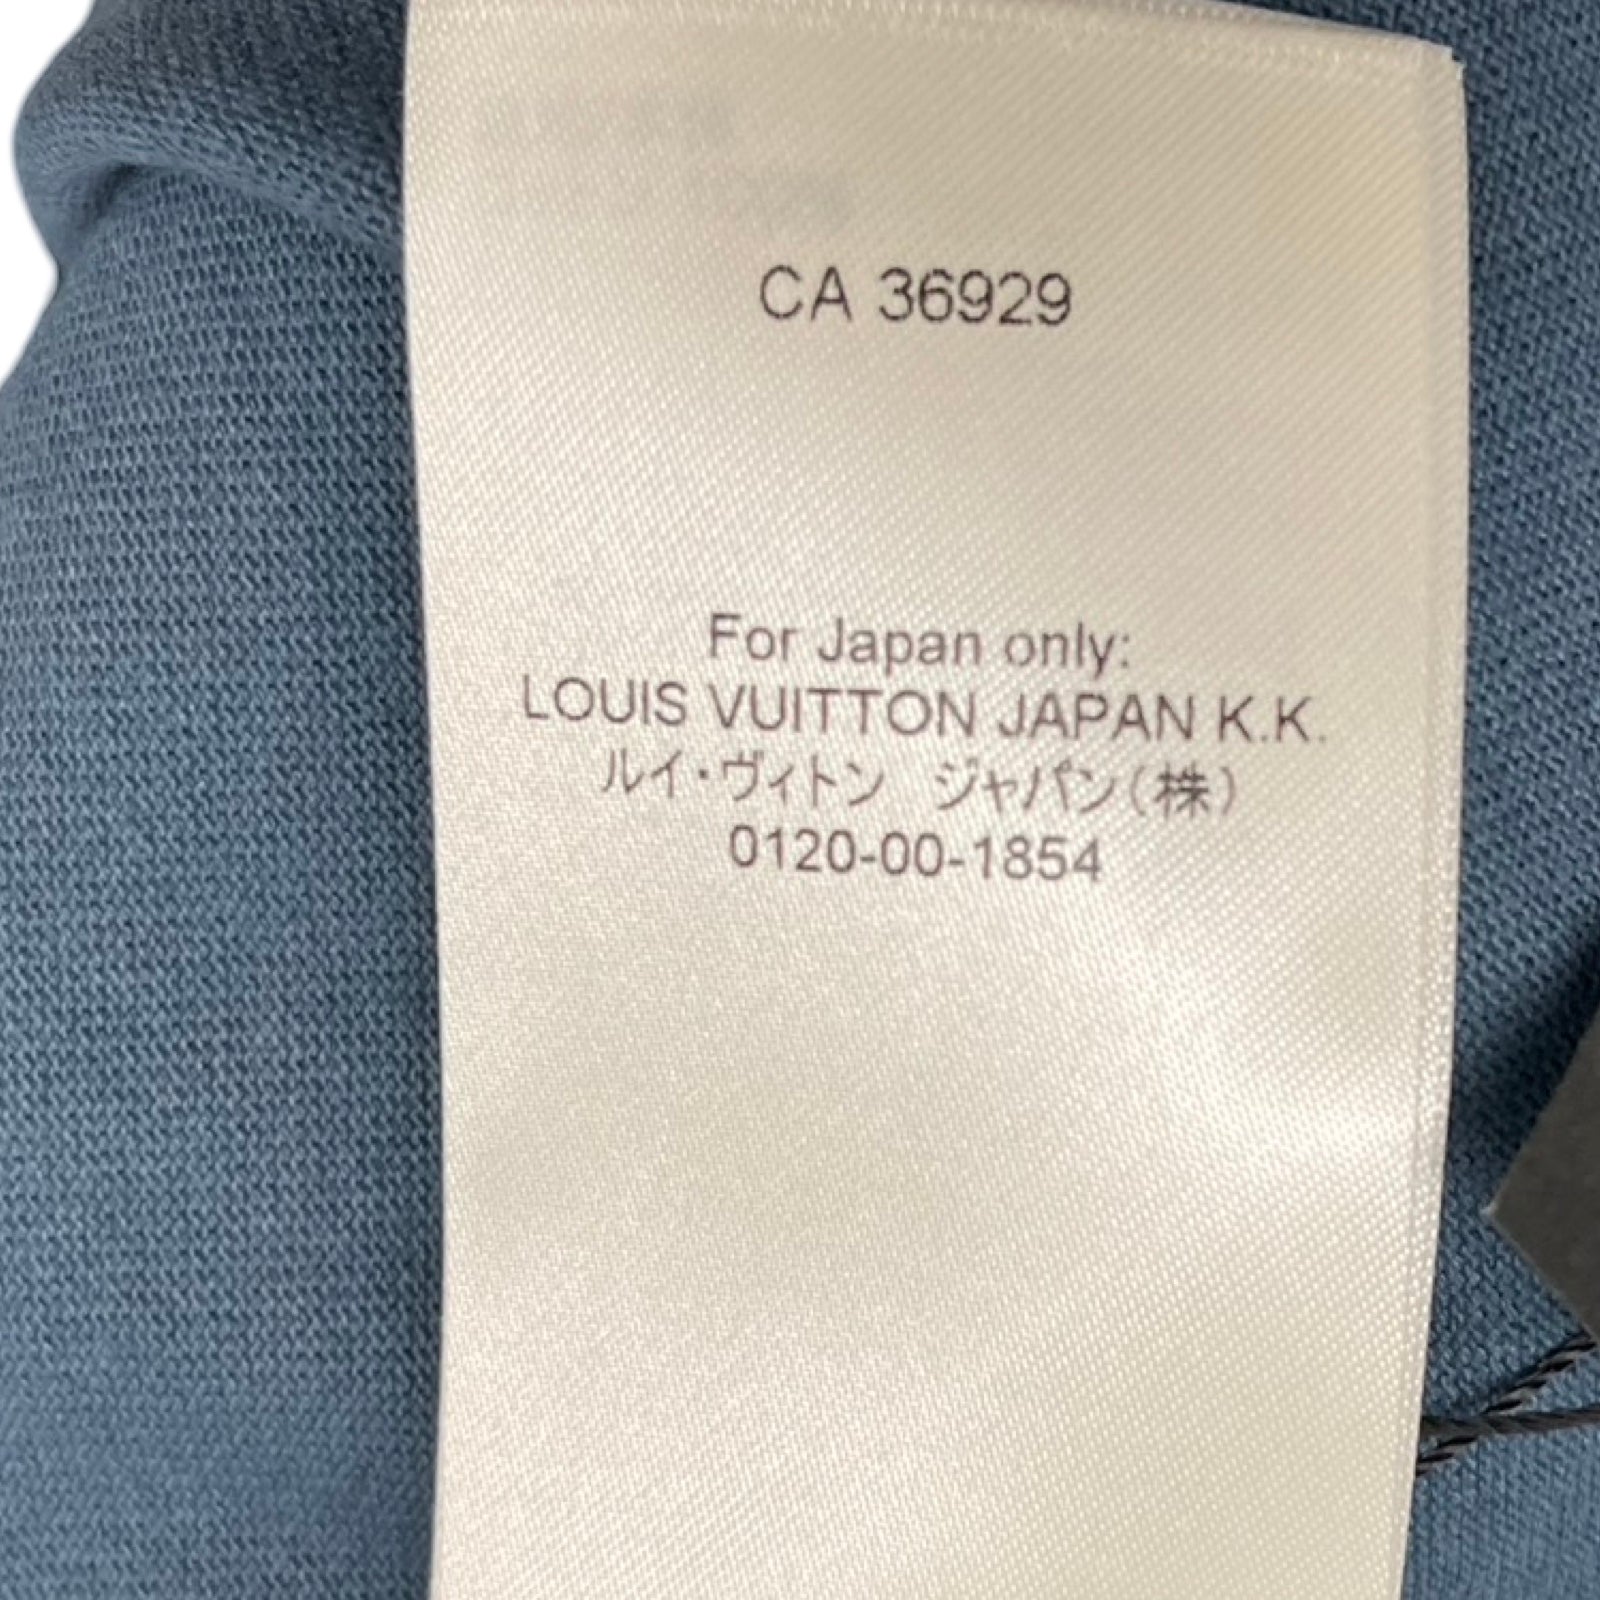 CA 36929
For Japan only:
LOUIS VUITTON JAPAN K.K.
ルイ・ヴィトン　ジャパン(株)
0120-00-1854